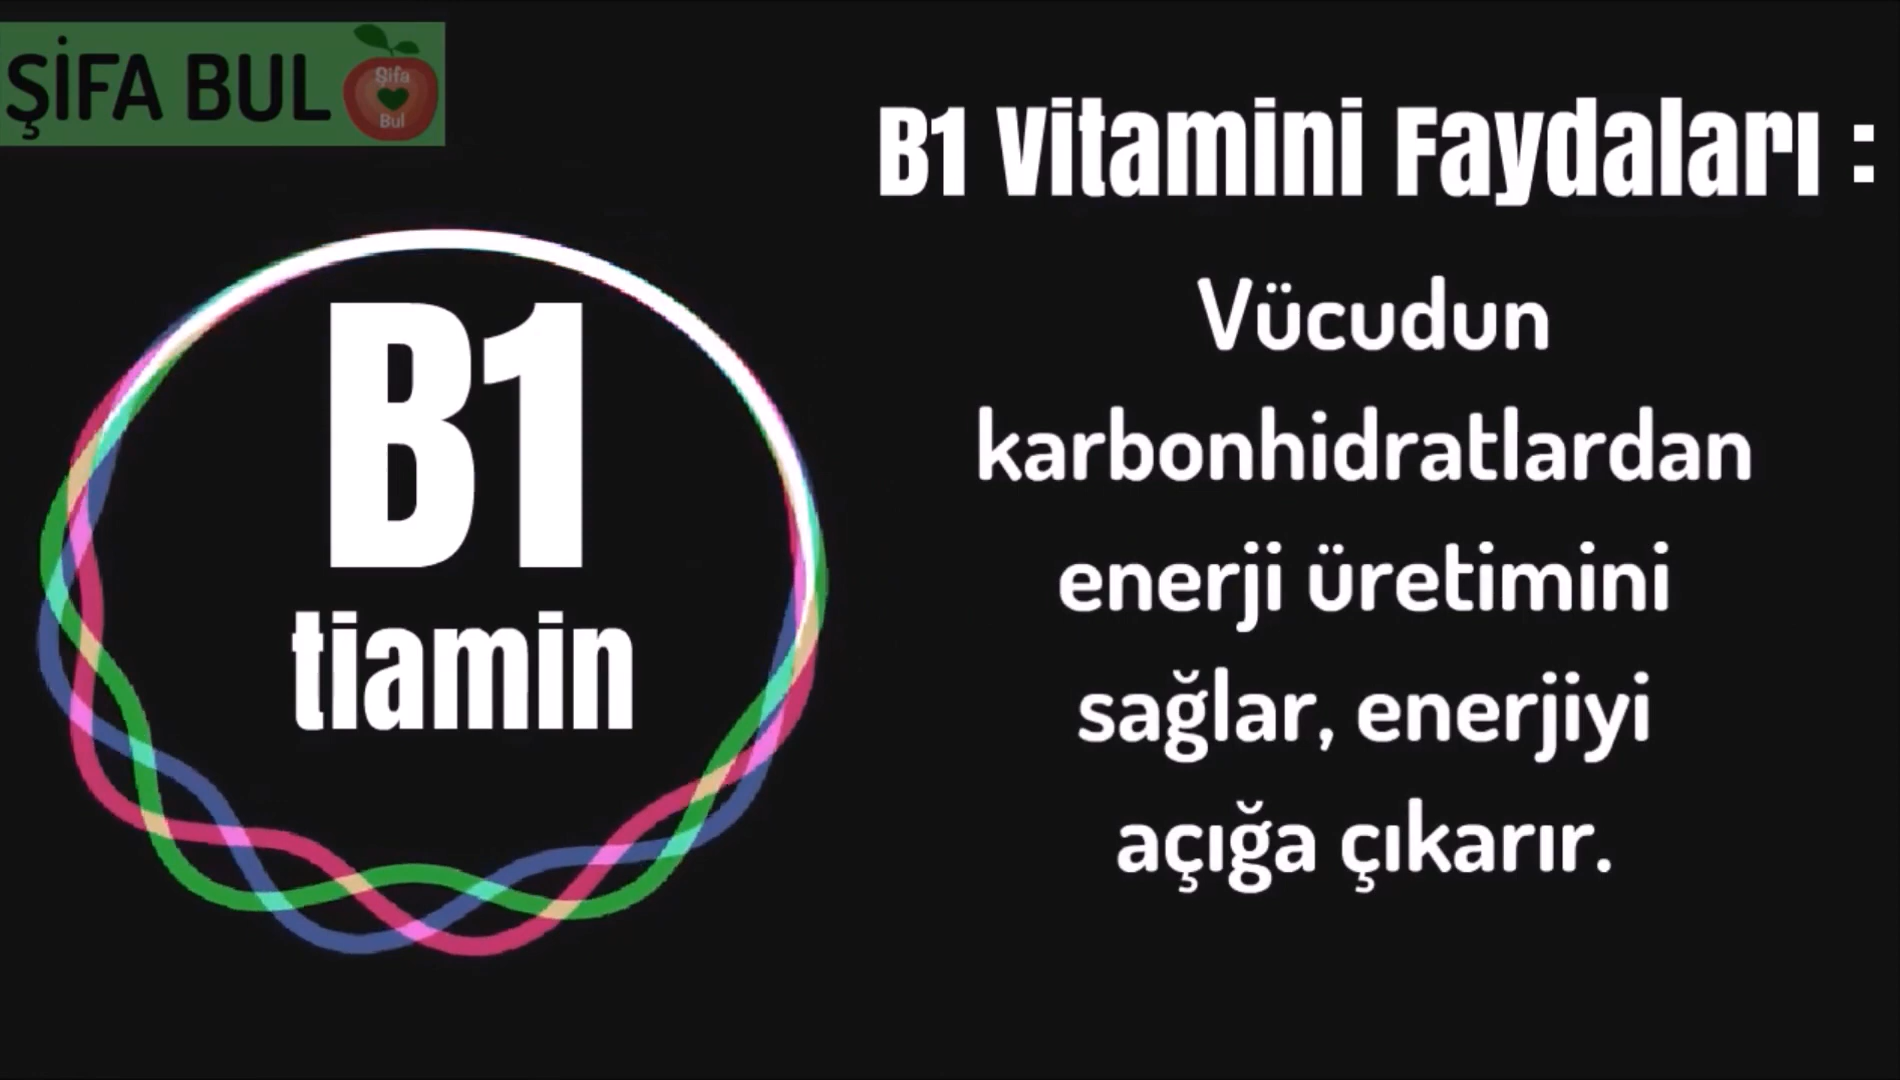 ŞİFA BUL
Şifa
Bul
B1 Vitamini Faydaları :
B1
tiamin
Vücudun
karbonhidratlardan
enerji üretimini
sağlar, enerjiyi
açığa çıkarır.